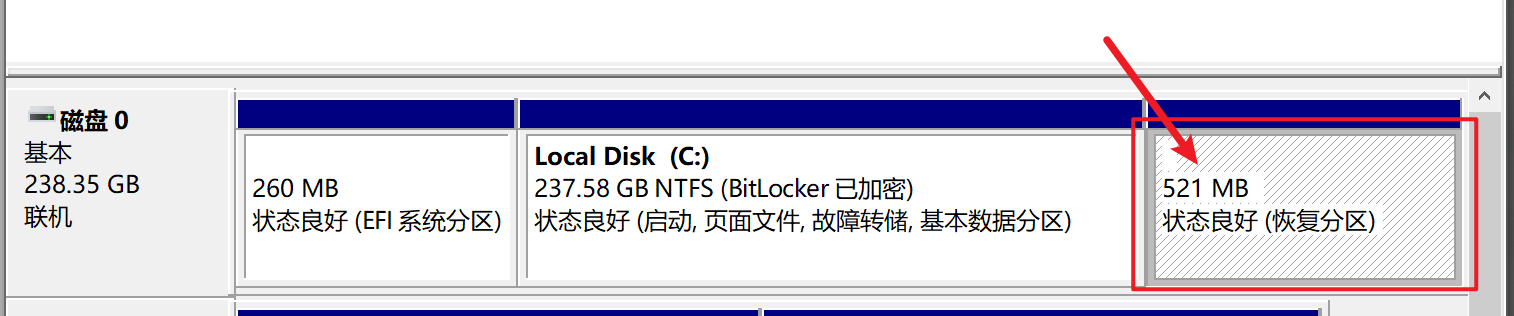 磁盘 0
基本
238.35 GB
联机
260 MB
状态良好 (EFI 系统分区)
Local Disk (C:)
237.58 GB NTFS (BitLocker 已加密)
状态良好 (启动, 页面文件, 故障转储, 基本数据分区)
521 MB
状态良好 (恢复分区)